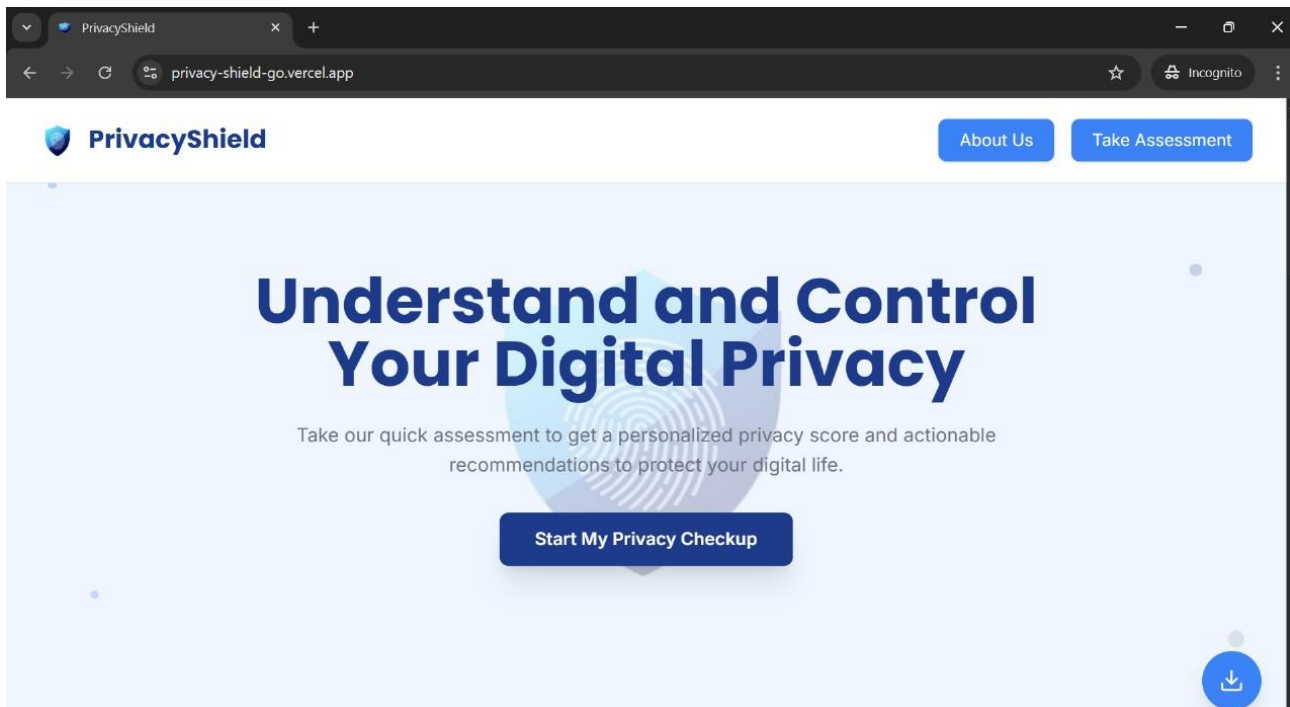 PrivacyShield
privacy-shield-go.vercel.app
Incognito
PrivacyShield
About Us
Take Assessment
Understand and Control
Your Digital Privacy
Take our quick assessment to get a personalized privacy score and actionable
recommendations to protect your digital life.
Start My Privacy Checkup